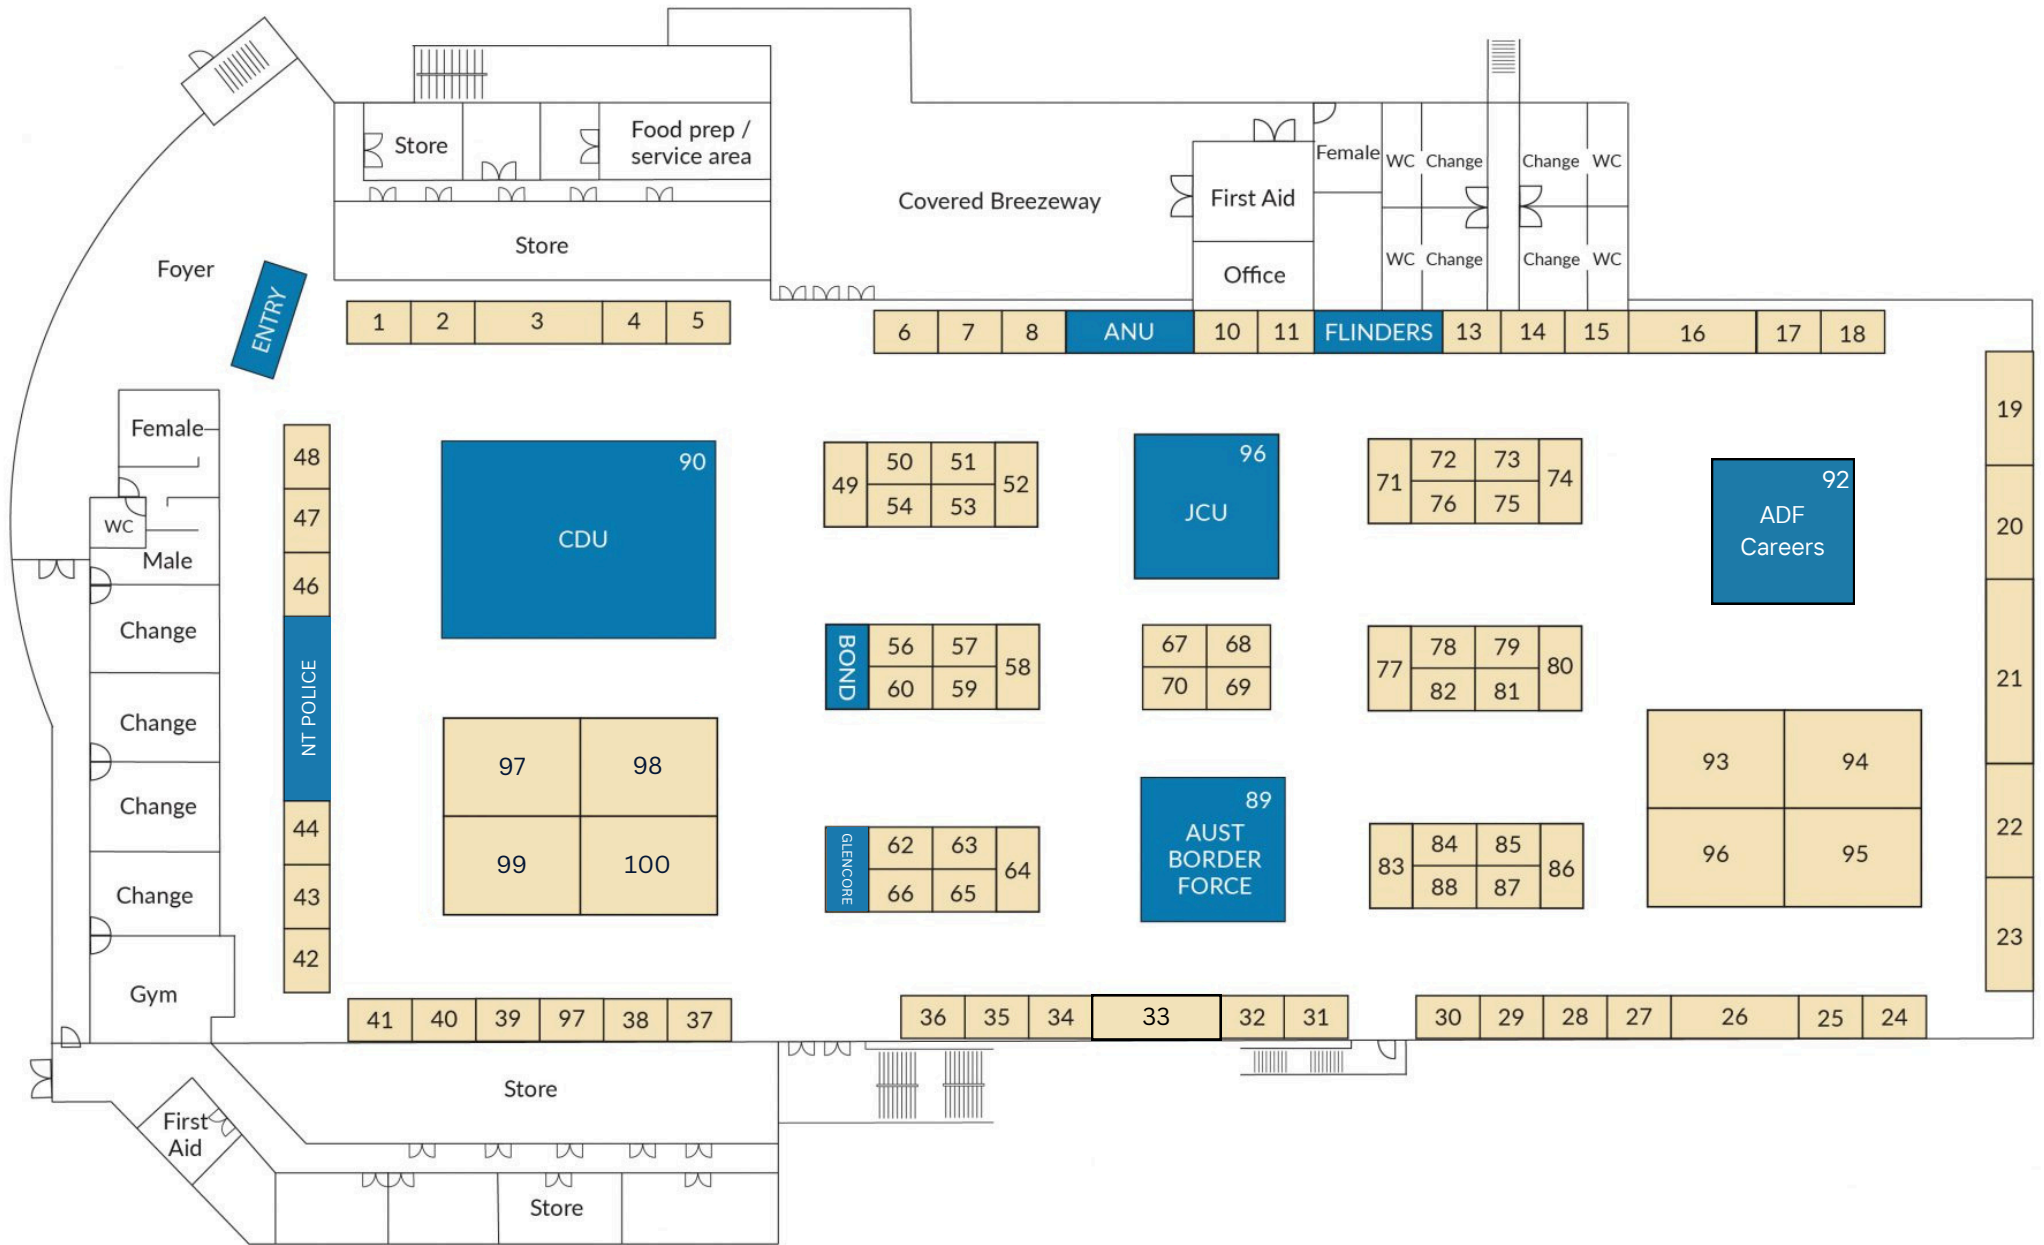 Store
Food prep /
service area
Covered Breezeway
Store
Foyer
ENTRY
First Aid
Office
Female
WC
Change
Change
WC
WC
Change
Change
WC
1
2
3
4
5
6
7
8
ANU
10
11
FLINDERS
13
14
15
16
17
18
19
20
21
22
23
Female
WC
Male
Change
Change
Change
Change
Gym
48
47
46
NT POLICE
44
43
42
90
CDU
49
50
51
52
54
53
96
JCU
71
72
73
74
76
75
92
ADF
Careers
BOND
56
57
58
60
59
67
68
70
69
77
78
79
80
82
81
97
98
99
100
GLENCORE
62
63
64
66
65
89
AUST
BORDER
FORCE
83
84
85
86
88
87
93
94
96
95
41
40
39
97
38
37
36
35
34
33
32
31
30
29
28
27
26
25
24
Store
First
Aid
Store